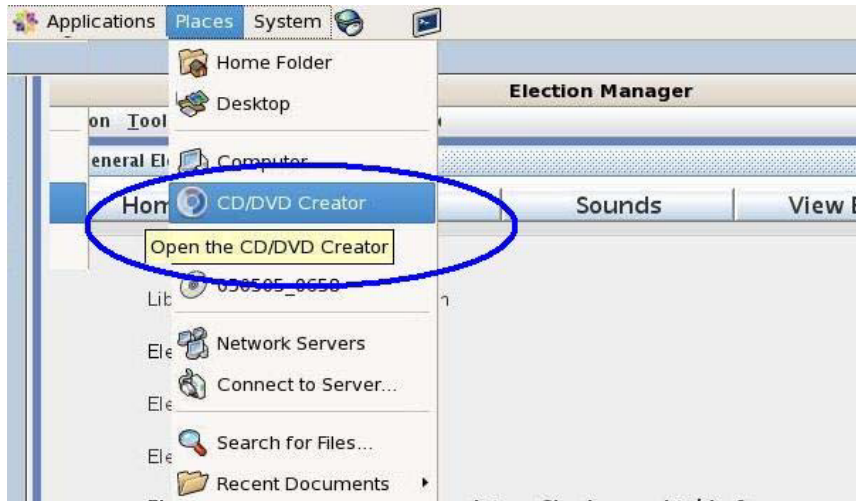 Applications Places System
Home Folder
Election Manager
Desktop
on Tool
eneral El
Computer
Hom
CD/DVD Creator
Sounds
View E
Open the CD/DVD Creator
050505_0658
Lib
n
Ele
Network Servers
Connect to Server...
Ele
Search for Files...
Ele
Recent Documents